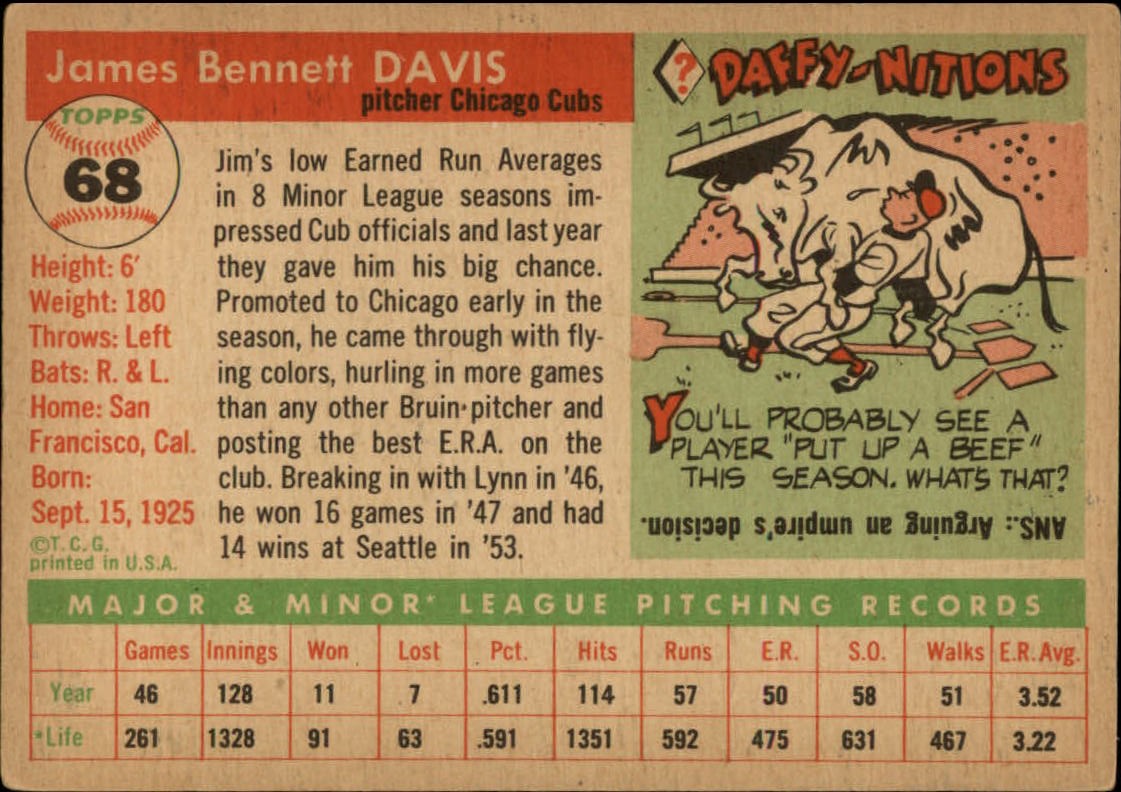 James Bennett DAVIS
pitcher Chicago Cubs
TOPPS
68
Height: 6'
Weight: 180
Throws: Left
Bats: R. & L.
Home: San
Francisco, Cal.
Born:
Sept. 15, 1925
©T.C.G.
printed in U.S.A.
Jim's low Earned Run Averages
in 8 Minor League seasons im-
pressed Cub officials and last year
they gave him his big chance.
Promoted to Chicago early in the
season, he came through with fly-
ing colors, hurling in more games
than any other Bruin pitcher and
posting the best E.R.A. on the
club. Breaking in with Lynn in '46,
he won 16 games in '47 and had
14 wins at Seattle in '53.
? DAFFY-NITIONS
YOU'LL PROBABLY SEE A
PLAYER "PUT UP A BEEF"
THIS SEASON. WHAT'S THAT?
ANS.: Arguing an umpire's decision.
MAJOR & MINOR* LEAGUE PITCHING RECORDS
Games Innings Won Lost Pct. Hits Runs E.R. S.O. Walks E.R. Avg.
Year 46 128 11 7 .611 114 57 50 58 51 3.52
*Life 261 1328 91 63 .591 1351 592 475 631 467 3.22